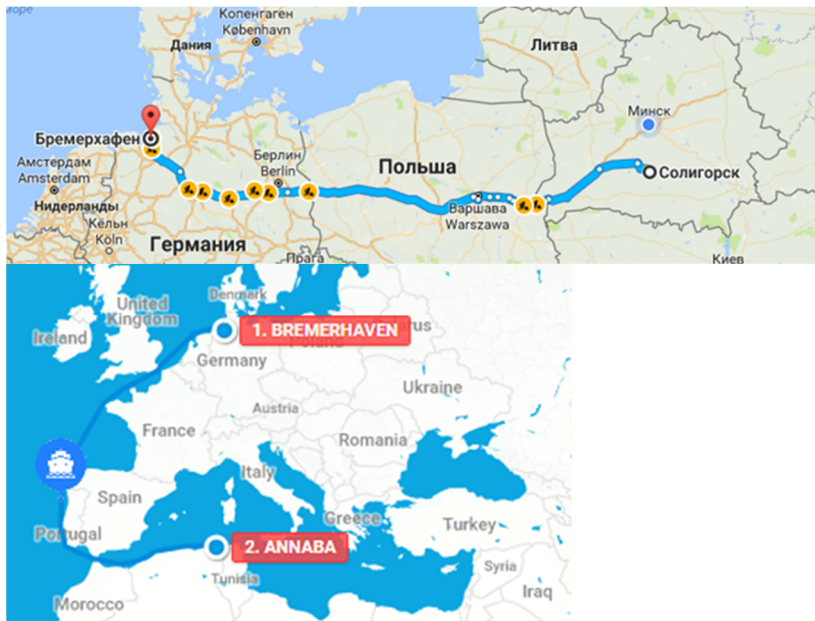 Копенгаген
København
Дания
Литва
Минск
Бремерхафен
Солигорск
Амстердам
Amsterdam
Берлин
Berlin
Польша
Нидерланды
Варшава
Warszawa
Кёльн
Köln
Германия
Прага
Киев
Denmark
United
Kingdom
Ireland
1. BREMERHAVEN
Germany
Ukraine
Austria
France
Romania
Italy
Spain
Portugal
Greece
Turkey
2. ANNABA
Syria
Tunisia
Iraq
Morocco